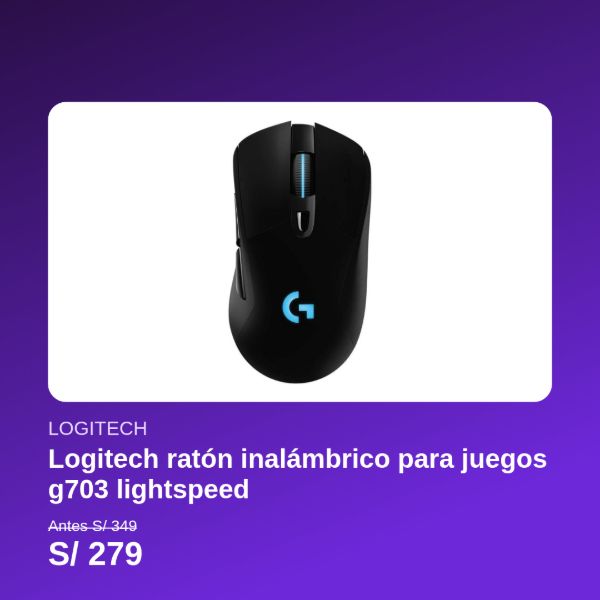 LOGITECH
Logitech ratón inalámbrico para juegos
g703 lightspeed
Antes S/ 349
S/ 279